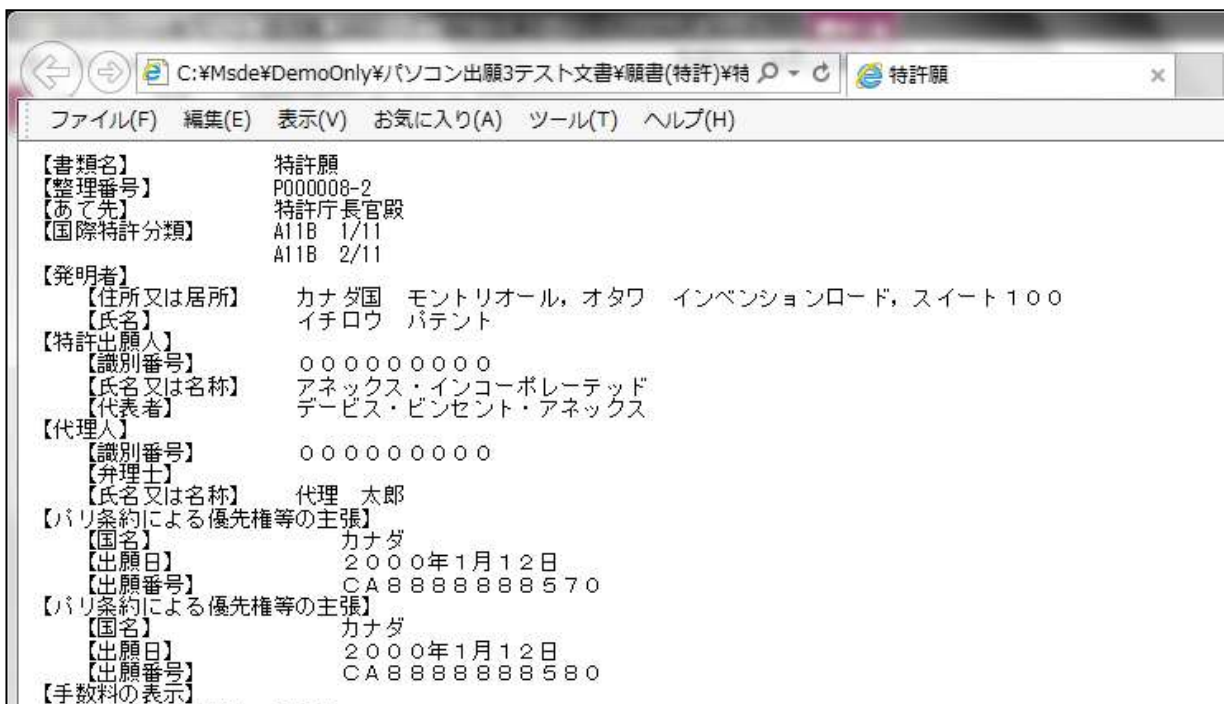 C:¥Msde¥DemoOnly¥パソコン出願3テスト文書¥願書(特許)¥特
特許願
ファイル(F) 編集(E) 表示(V) お気に入り(A) ツール(T) ヘルプ(H)
【書類名】 特許願
【整理番号】 P000008-2
【あて先】 特許庁長官殿
【国際特許分類】 A11B 1/11
A11B 2/11
【発明者】
【住所又は居所】 カナダ国 モントリオール,オタワ インベンションロード,スイート100
【氏名】 イチロウ パテント
【特許出願人】
【識別番号】 000000000
【氏名又は名称】 アネックス・インコーポレーテッド
【代表者】 デービス・ビンセント・アネックス
【代理人】
【識別番号】 000000000
【弁理士】
【氏名又は名称】 代理 太郎
【パリ条約による優先権等の主張】
【国名】 カナダ
【出願日】 2000年1月12日
【出願番号】 CA8888888570
【パリ条約による優先権等の主張】
【国名】 カナダ
【出願日】 2000年1月12日
【出願番号】 CA8888888580
【手数料の表示】